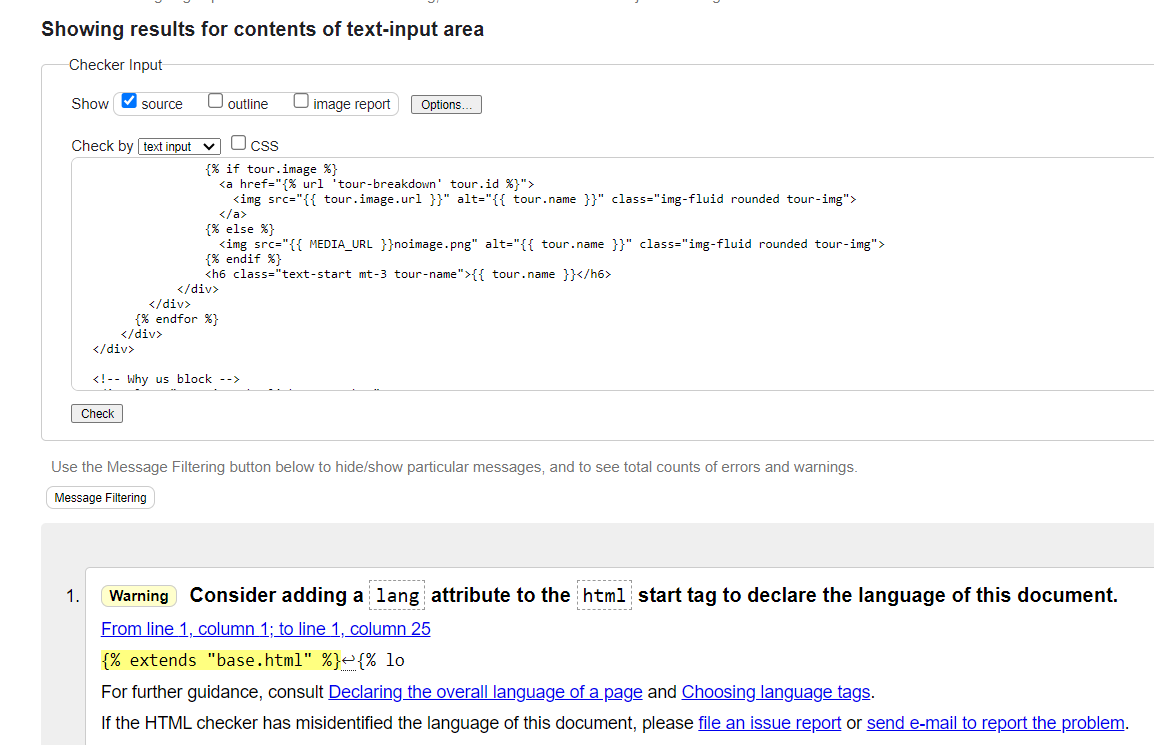 Showing results for contents of text-input area
Checker Input
Show source outline image report Options...
Check by text input CSS
{% if tour.image %}
<a href="{% url 'tour-breakdown' tour.id %}">
<img src="{{ tour.image.url }}" alt="{{ tour.name }}" class="img-fluid rounded tour-img">
</a>
{% else %}
<img src="{{ MEDIA_URL }}noimage.png" alt="{{ tour.name }}" class="img-fluid rounded tour-img">
{% endif %}
<h6 class="text-start mt-3 tour-name">{{ tour.name }}</h6>
</div>
</div>
{% endfor %}
</div>
</div>
<!-- Why us block -->
Check
Use the Message Filtering button below to hide/show particular messages, and to see total counts of errors and warnings.
Message Filtering
1. Warning Consider adding a lang attribute to the html start tag to declare the language of this document.
From line 1, column 1; to line 1, column 25
{% extends "base.html" %}↩{% lo
For further guidance, consult Declaring the overall language of a page and Choosing language tags.
If the HTML checker has misidentified the language of this document, please file an issue report or send e-mail to report the problem.